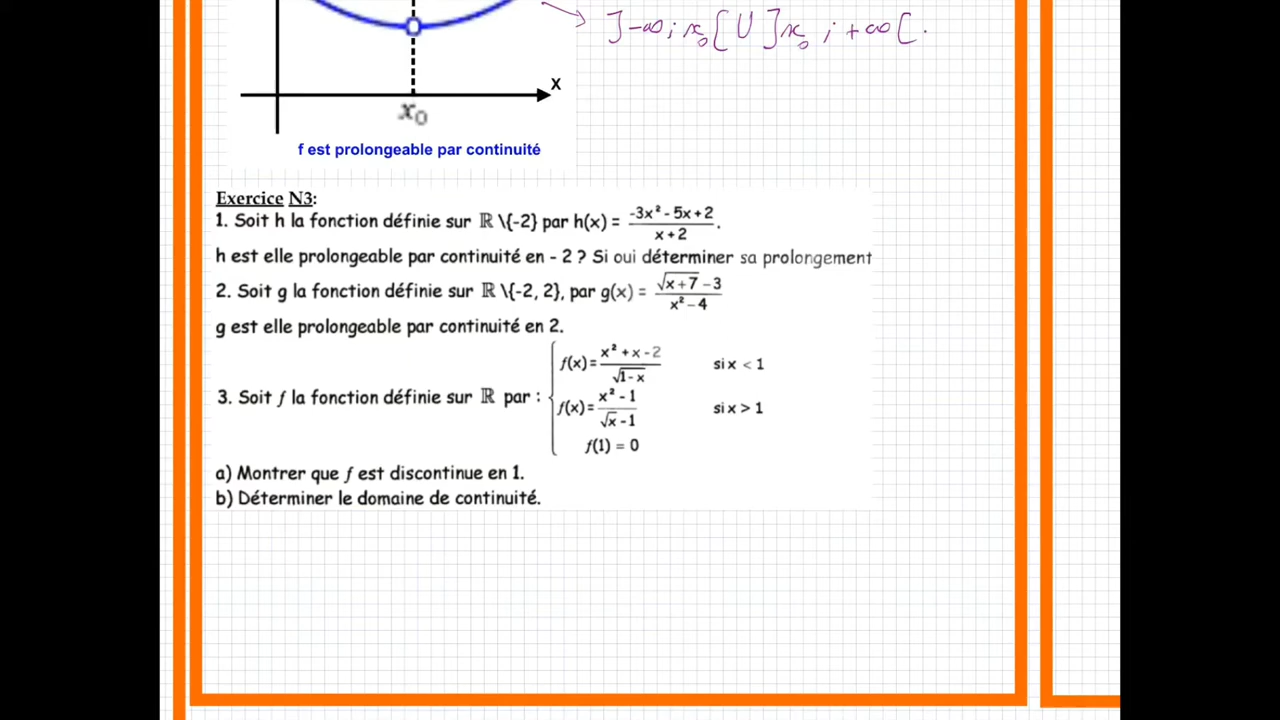 ]-∞ ; x₀[ U ]x₀ ; +∞[ .
X
x₀
f est prolongeable par continuité
Exercice N3:
1. Soit h la fonction définie sur ℝ \{-2} par h(x) = (-3x² - 5x + 2)/(x + 2).
h est elle prolongeable par continuité en - 2 ? Si oui déterminer sa prolongement
2. Soit g la fonction définie sur ℝ \{-2, 2}, par g(x) = (√(x+7) - 3)/(x² - 4)
g est elle prolongeable par continuité en 2.
f(x) = (x² + x - 2)/√(1-x) si x < 1
3. Soit f la fonction définie sur ℝ par : f(x) = (x² - 1)/(√x - 1) si x > 1
f(1) = 0
a) Montrer que f est discontinue en 1.
b) Déterminer le domaine de continuité.